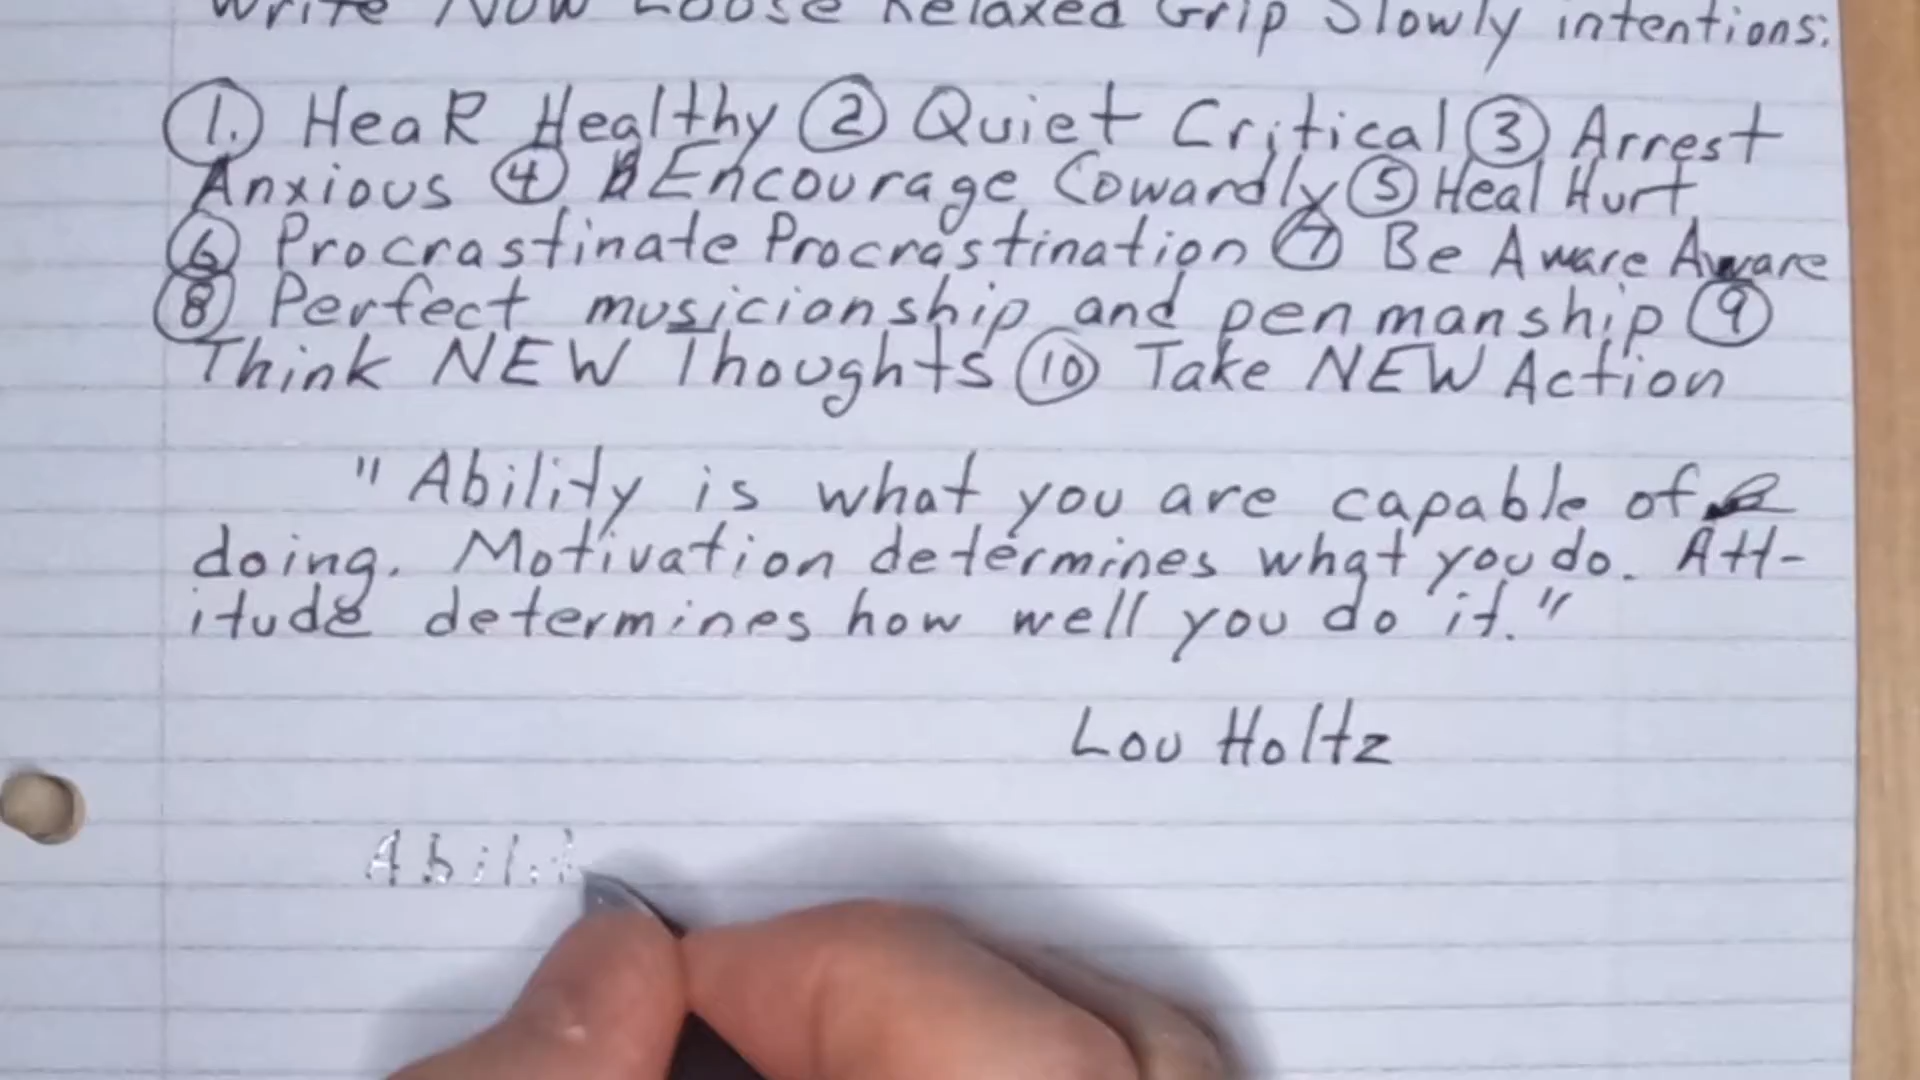 Write Now Loose Relaxed Grip Slowly intentions:
1. HeaR Healthy 2 Quiet Critical 3 Arrest
Anxious 4 Encourage Cowardly 5 Heal Hurt
6 Procrastinate Procrastination 7 Be Aware Aware
8 Perfect musicionship and penmanship 9
Think NEW Thoughts 10 Take NEW Action
"Ability is what you are capable of
doing. Motivation determines what you do. Att-
itude determines how well you do it."
Lou Holtz
Abilit